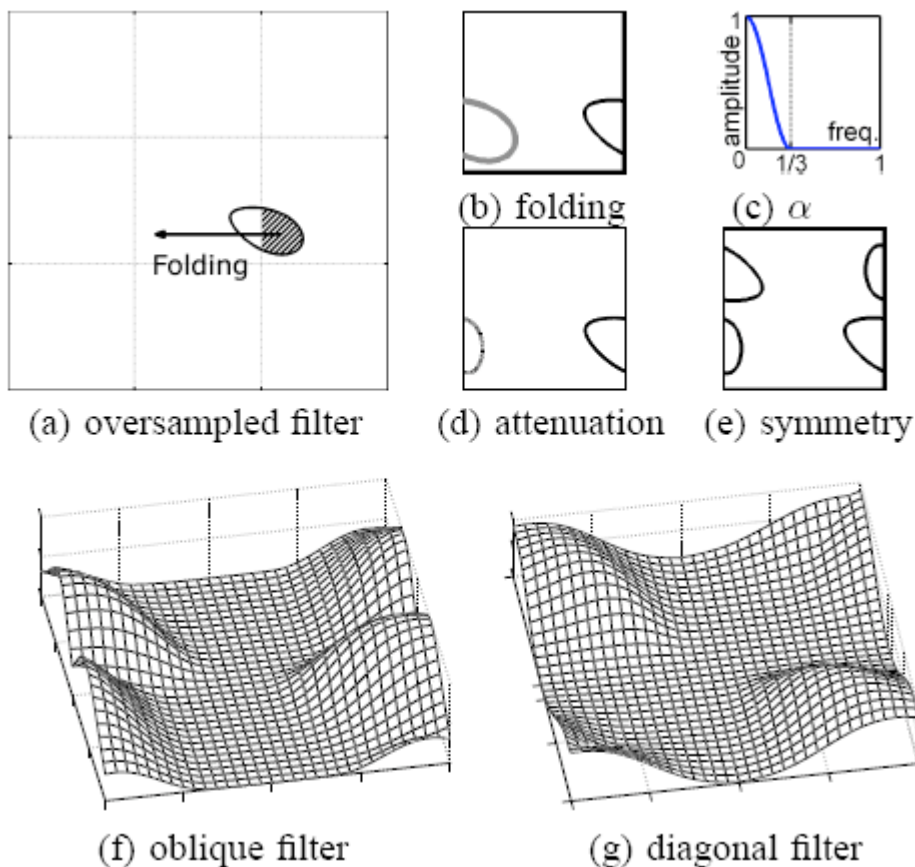 Folding
(a) oversampled filter
(b) folding
1
amplitude
freq.
0
1/3
1
(c) α
(d) attenuation
(e) symmetry
(f) oblique filter
(g) diagonal filter